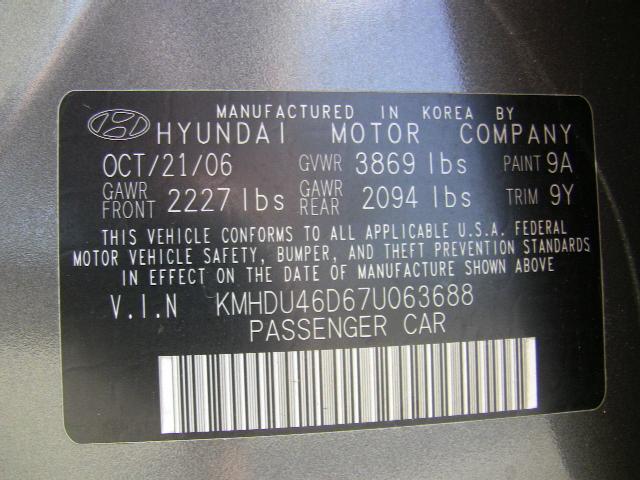 MANUFACTURED IN KOREA BY
HYUNDAI MOTOR COMPANY
OCT/21/06 GVWR 3869 lbs PAINT 9A
GAWR FRONT 2227 lbs GAWR REAR 2094 lbs TRIM 9Y
THIS VEHICLE CONFORMS TO ALL APPLICABLE U.S.A. FEDERAL
MOTOR VEHICLE SAFETY, BUMPER, AND THEFT PREVENTION STANDARDS
IN EFFECT ON THE DATE OF MANUFACTURE SHOWN ABOVE
V.I.N KMHDU46D67U063688
PASSENGER CAR